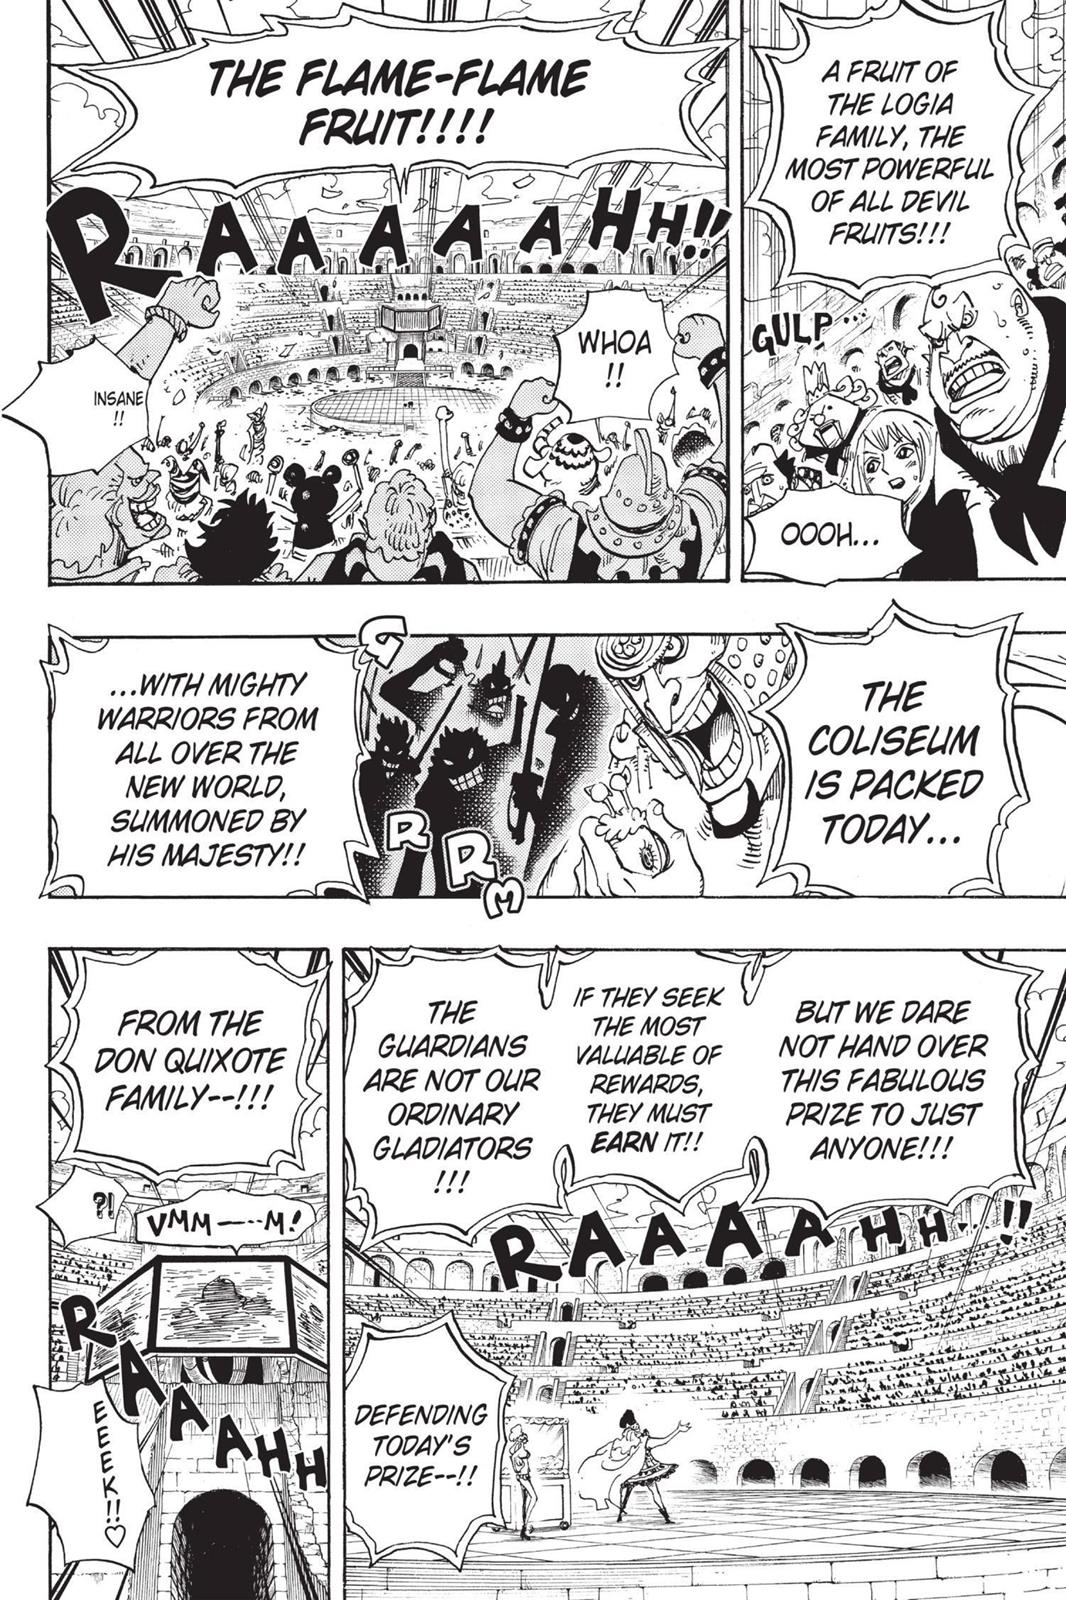 A FRUIT OF
THE LOGIA
FAMILY, THE
MOST POWERFUL
OF ALL DEVIL
FRUITS!!!
GULP...
OOOH...
THE FLAME-FLAME
FRUIT!!!!
RAAAAAHHH!!
WHOA
!!
INSANE
!!
THE
COLISEUM
IS PACKED
TODAY...
GRRRM
...WITH MIGHTY
WARRIORS FROM
ALL OVER THE
NEW WORLD,
SUMMONED BY
HIS MAJESTY!!
BUT WE DARE
NOT HAND OVER
THIS FABULOUS
PRIZE TO JUST
ANYONE!!!
IF THEY SEEK
THE MOST
VALUABLE OF
REWARDS,
THEY MUST
EARN IT!!
THE
GUARDIANS
ARE NOT OUR
ORDINARY
GLADIATORS
!!!
RAAAAHHH...!!
DEFENDING
TODAY'S
PRIZE--!!
FROM THE
DON QUIXOTE
FAMILY--!!!
?!
VMM-----M!
RAAAAHHH
EEEK!!♡